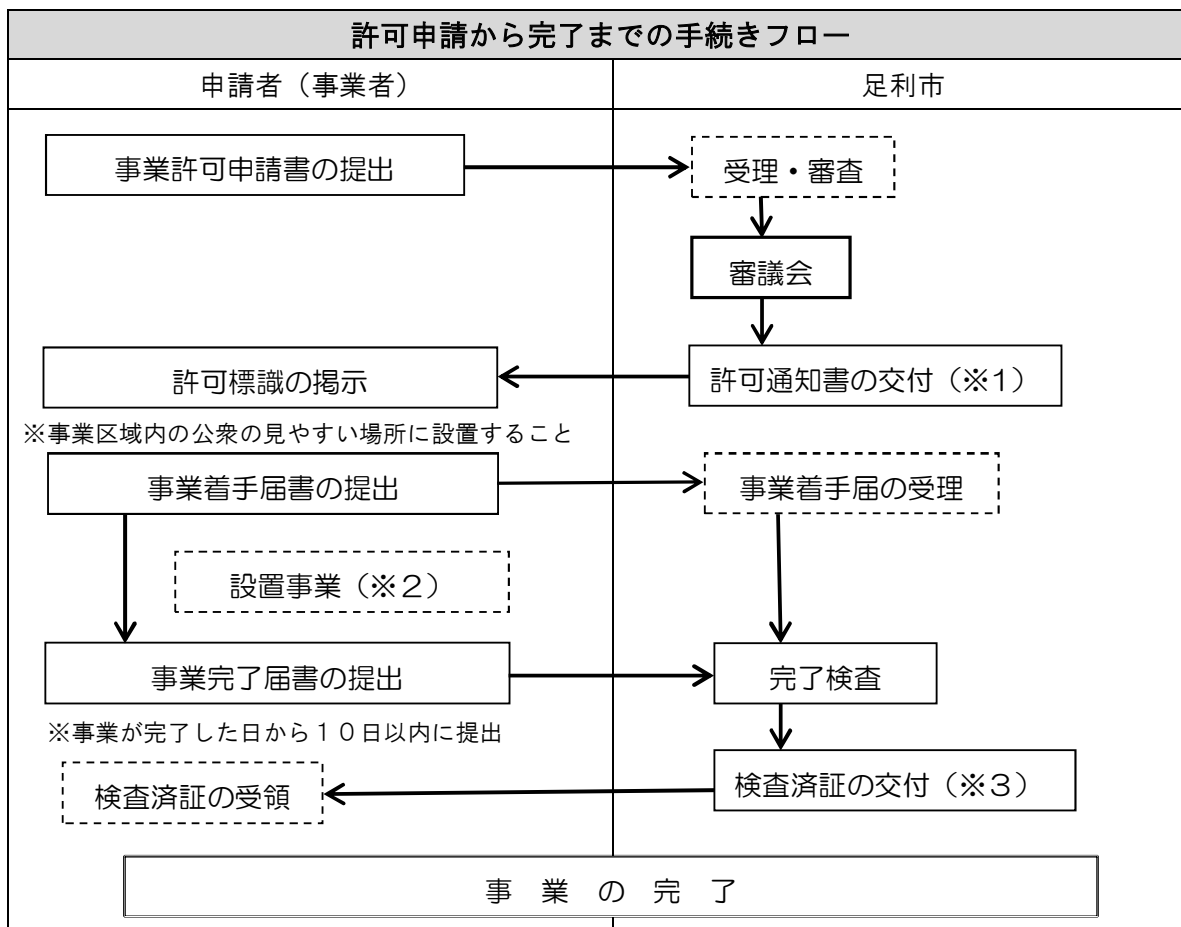 許可申請から完了までの手続きフロー
申請者（事業者）
足利市
事業許可申請書の提出
受理・審査
審議会
許可標識の掲示
許可通知書の交付（※1）
※事業区域内の公衆の見やすい場所に設置すること
事業着手届書の提出
事業着手届の受理
設置事業（※２）
事業完了届書の提出
完了検査
※事業が完了した日から１０日以内に提出
検査済証の受領
検査済証の交付（※３）
事　業　の　完　了